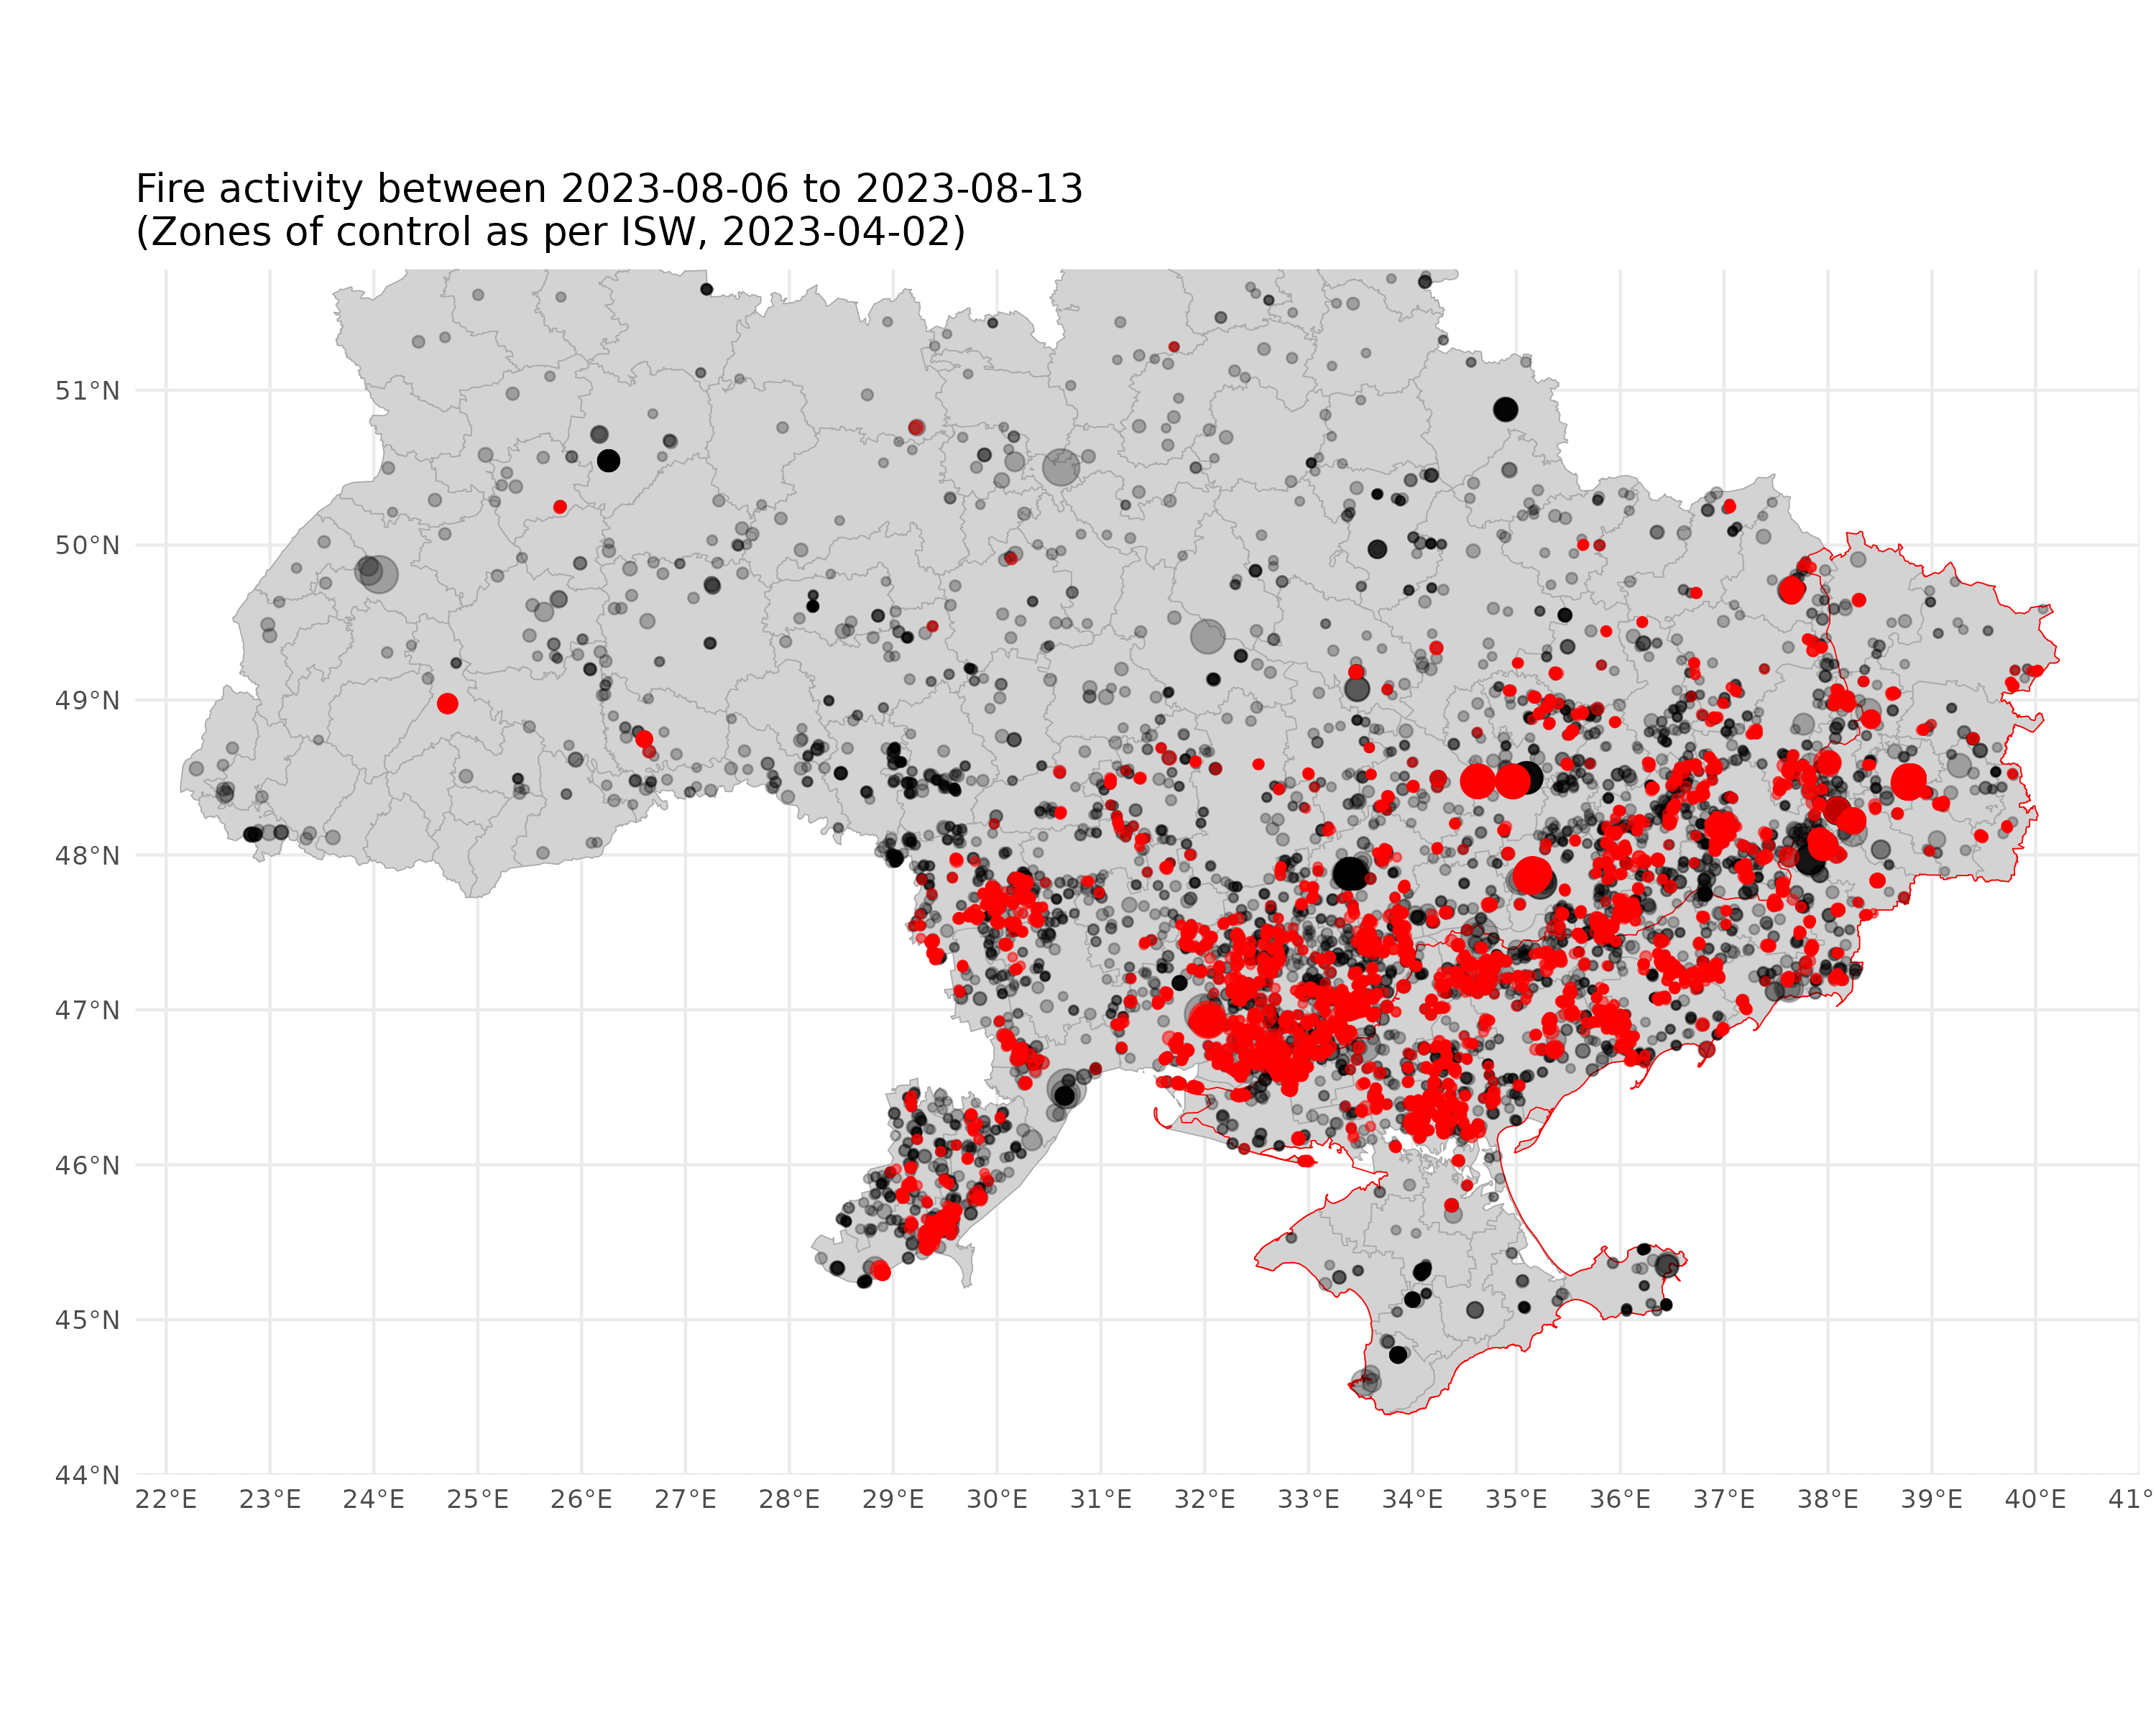 Fire activity between 2023-08-06 to 2023-08-13
(Zones of control as per ISW, 2023-04-02)
51°N
50°N
49°N
48°N
47°N
46°N
45°N
44°N
22°E 23°E 24°E 25°E 26°E 27°E 28°E 29°E 30°E 31°E 32°E 33°E 34°E 35°E 36°E 37°E 38°E 39°E 40°E 41°